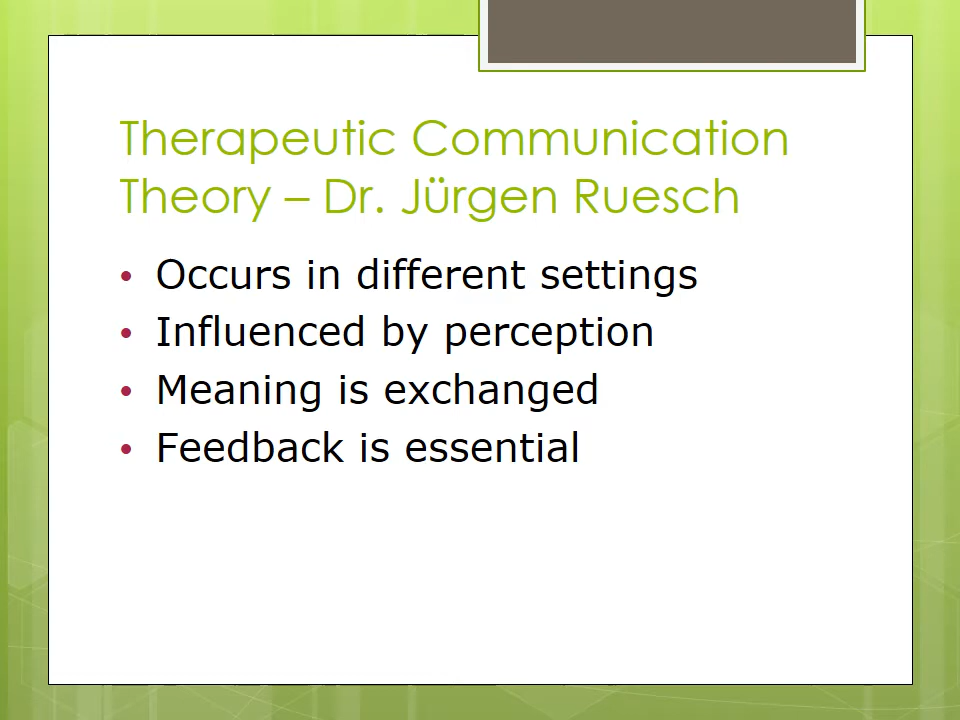 Therapeutic Communication
Theory – Dr. Jürgen Ruesch
• Occurs in different settings
• Influenced by perception
• Meaning is exchanged
• Feedback is essential